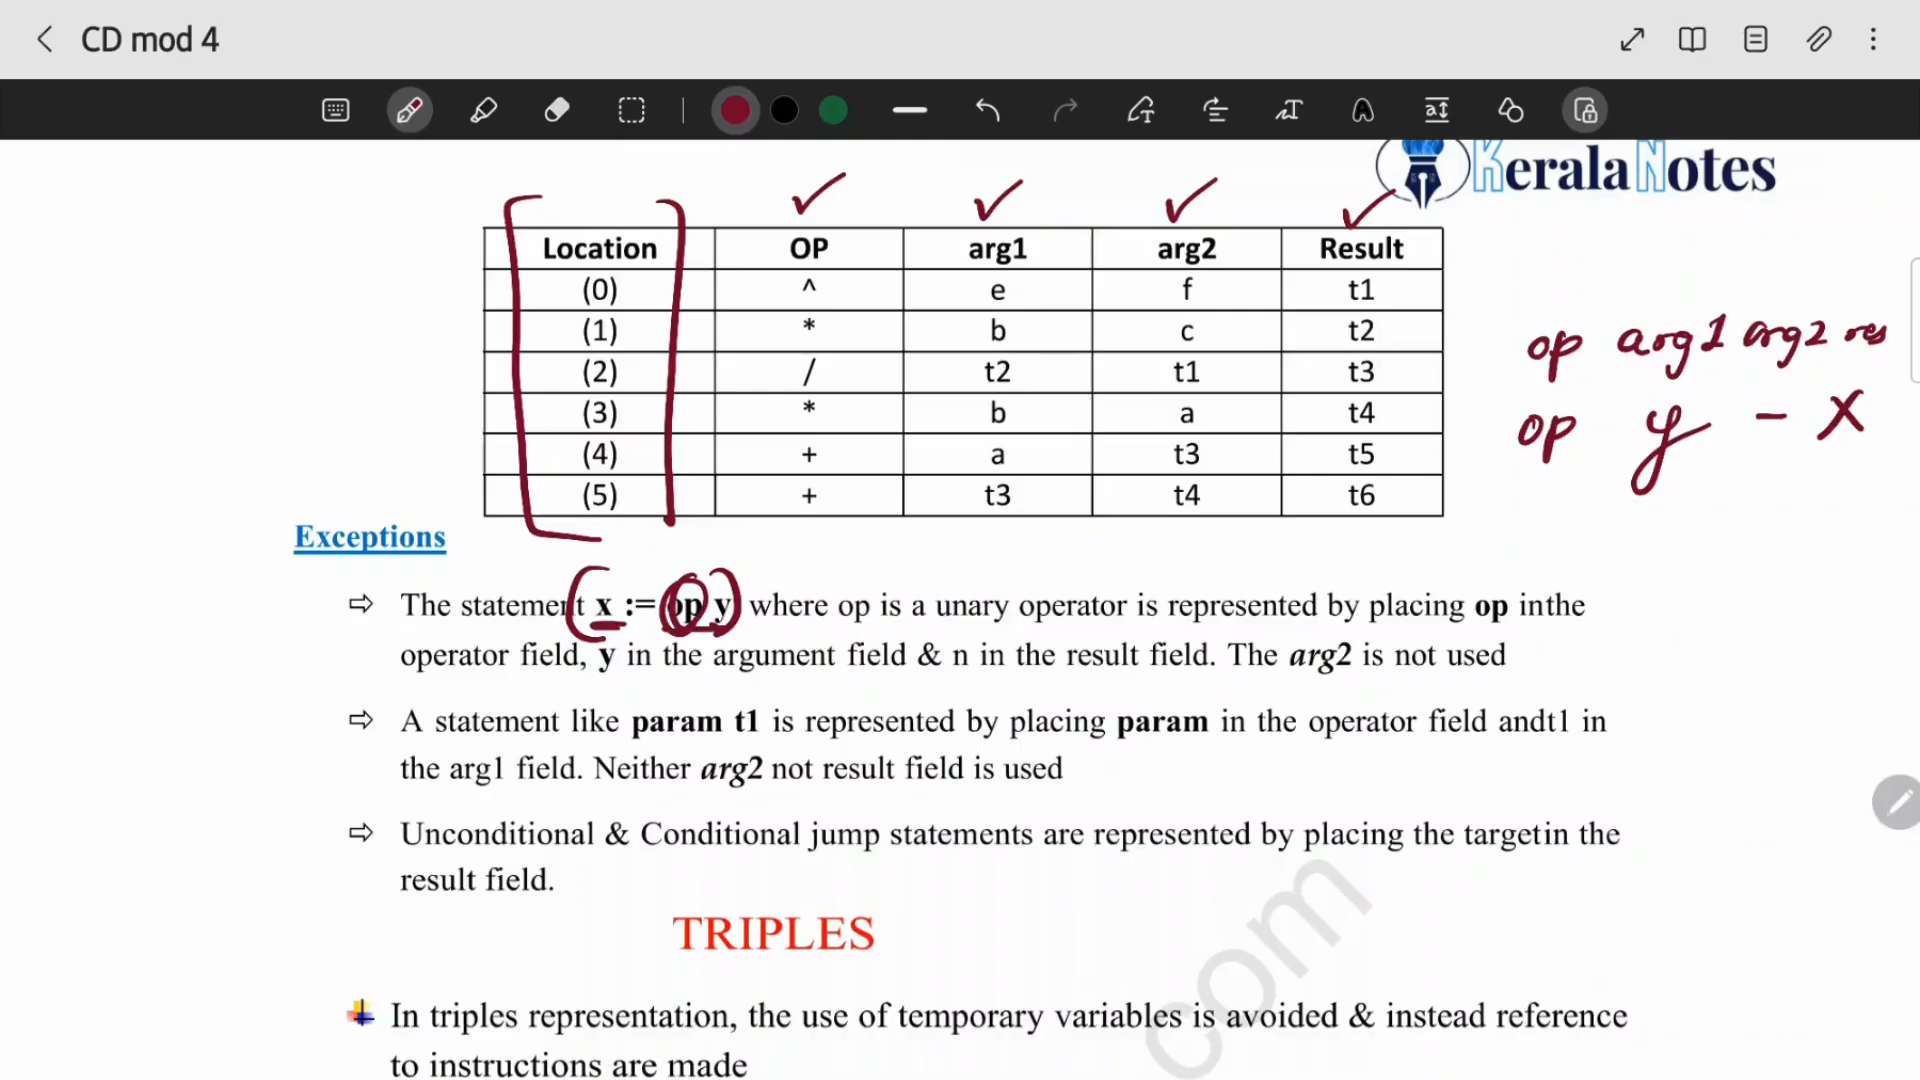 CD mod 4
KeralaNotes
Location OP arg1 arg2 Result
(0) ^ e f t1
(1) * b c t2
(2) / t2 t1 t3
(3) * b a t4
(4) + a t3 t5
(5) + t3 t4 t6
op arg1 arg2 res
op y - x
Exceptions
⇨ The statement x := op y where op is a unary operator is represented by placing op inthe
operator field, y in the argument field & n in the result field. The arg2 is not used
⇨ A statement like param t1 is represented by placing param in the operator field andt1 in
the arg1 field. Neither arg2 not result field is used
⇨ Unconditional & Conditional jump statements are represented by placing the targetin the
result field.
TRIPLES
In triples representation, the use of temporary variables is avoided & instead reference
to instructions are made
com